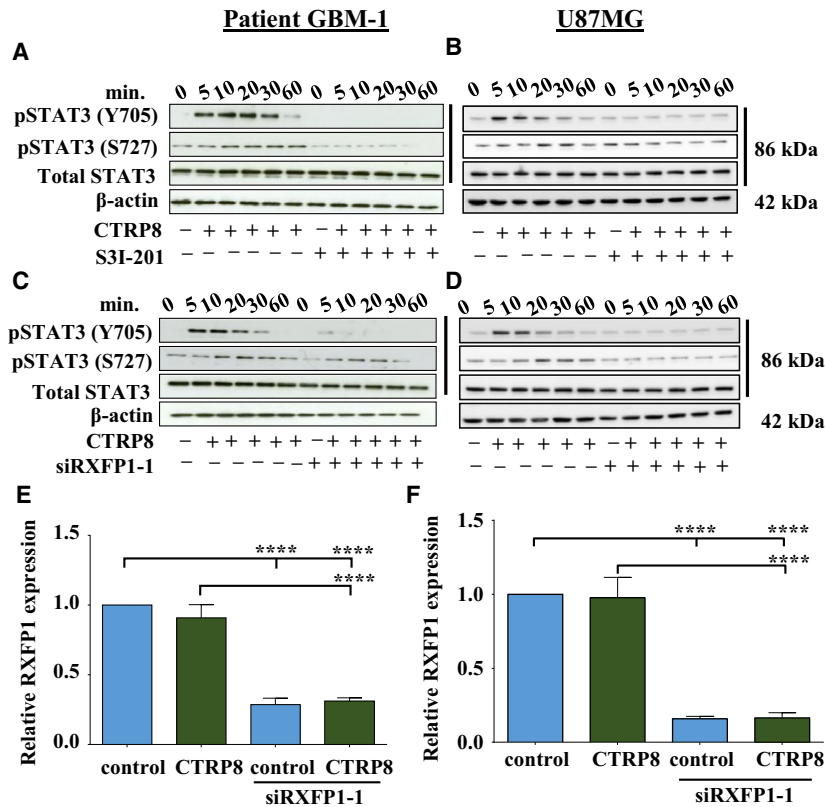 Patient GBM-1 U87MG
A B
min. 0 5 10 20 30 60 0 5 10 20 30 60 0 5 10 20 30 60 0 5 10 20 30 60
pSTAT3 (Y705)
pSTAT3 (S727) 86 kDa
Total STAT3
β-actin 42 kDa
CTRP8 − + + + + + − + + + + + − + + + + + − + + + + +
S3I-201 − − − − − − + + + + + + − − − − − − + + + + + +
C D
min. 0 5 10 20 30 60 0 5 10 20 30 60 0 5 10 20 30 60 0 5 10 20 30 60
pSTAT3 (Y705)
pSTAT3 (S727) 86 kDa
Total STAT3
β-actin 42 kDa
CTRP8 − + + + + + − + + + + + − + + + + + − + + + + +
siRXFP1-1 − − − − − − + + + + + + − − − − − − + + + + + +
E
Relative RXFP1 expression
1.5
1.0
0.5
0.0
**** ****
****
control CTRP8 control CTRP8
siRXFP1-1
F
Relative RXFP1 expression
1.5
1.0
0.5
0.0
**** ****
****
control CTRP8 control CTRP8
siRXFP1-1